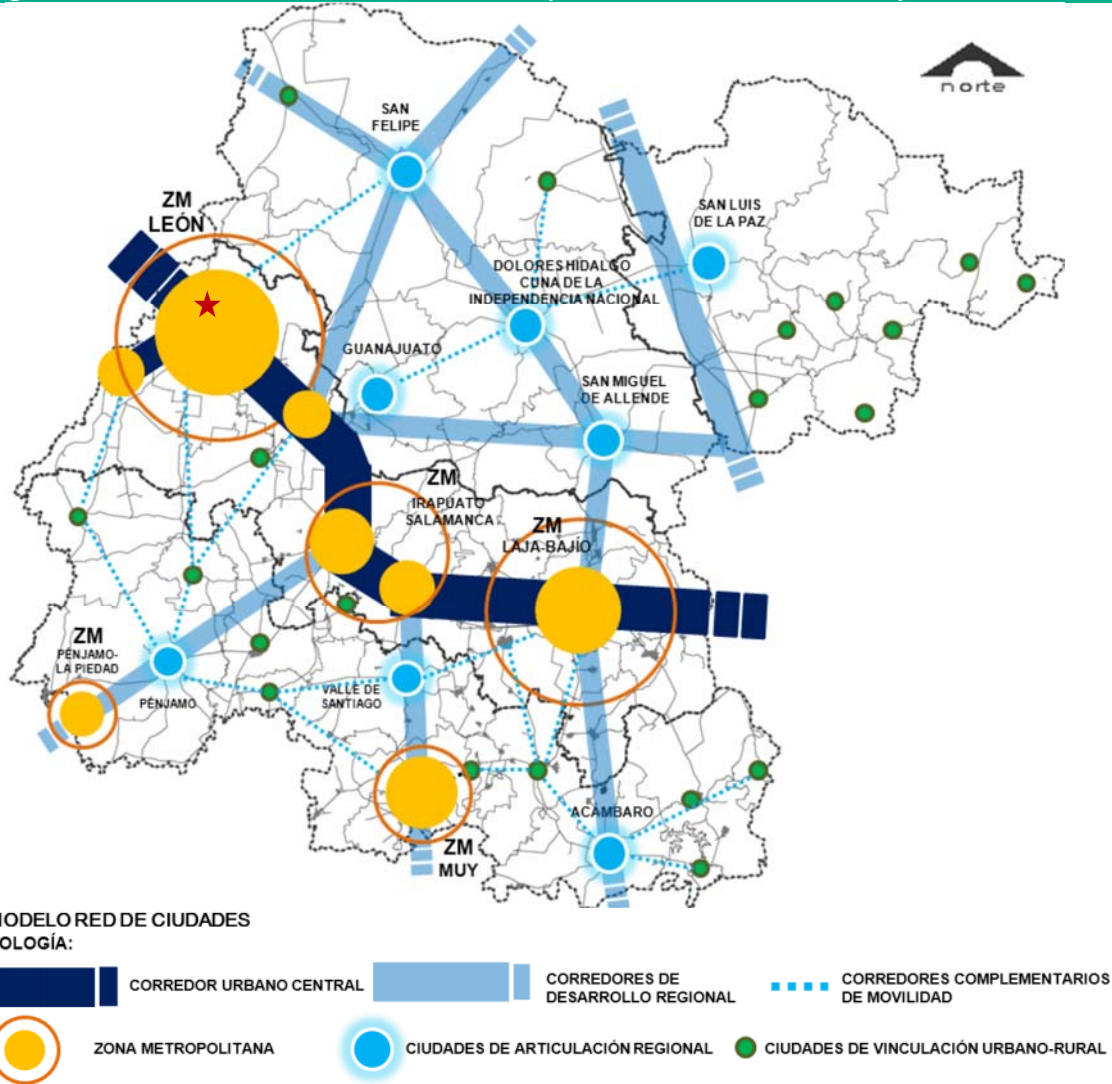 norte
SAN
FELIPE
ZM
LEÓN
SAN LUIS
DE LA PAZ
DOLORES HIDALGO
CUNA DE LA
INDEPENDENCIA NACIONAL
GUANAJUATO
SAN MIGUEL
DE ALLENDE
ZM
IRAPUATO
SALAMANCA
ZM
LAJA-BAJÍO
ZM
PÉNJAMO-
LA PIEDAD
PÉNJAMO
VALLE DE
SANTIAGO
ACÁMBARO
ZM
MUY
MODELO RED DE CIUDADES
OLOGÍA:
CORREDOR URBANO CENTRAL
CORREDORES DE
DESARROLLO REGIONAL
CORREDORES COMPLEMENTARIOS
DE MOVILIDAD
ZONA METROPOLITANA
CIUDADES DE ARTICULACIÓN REGIONAL
CIUDADES DE VINCULACIÓN URBANO-RURAL